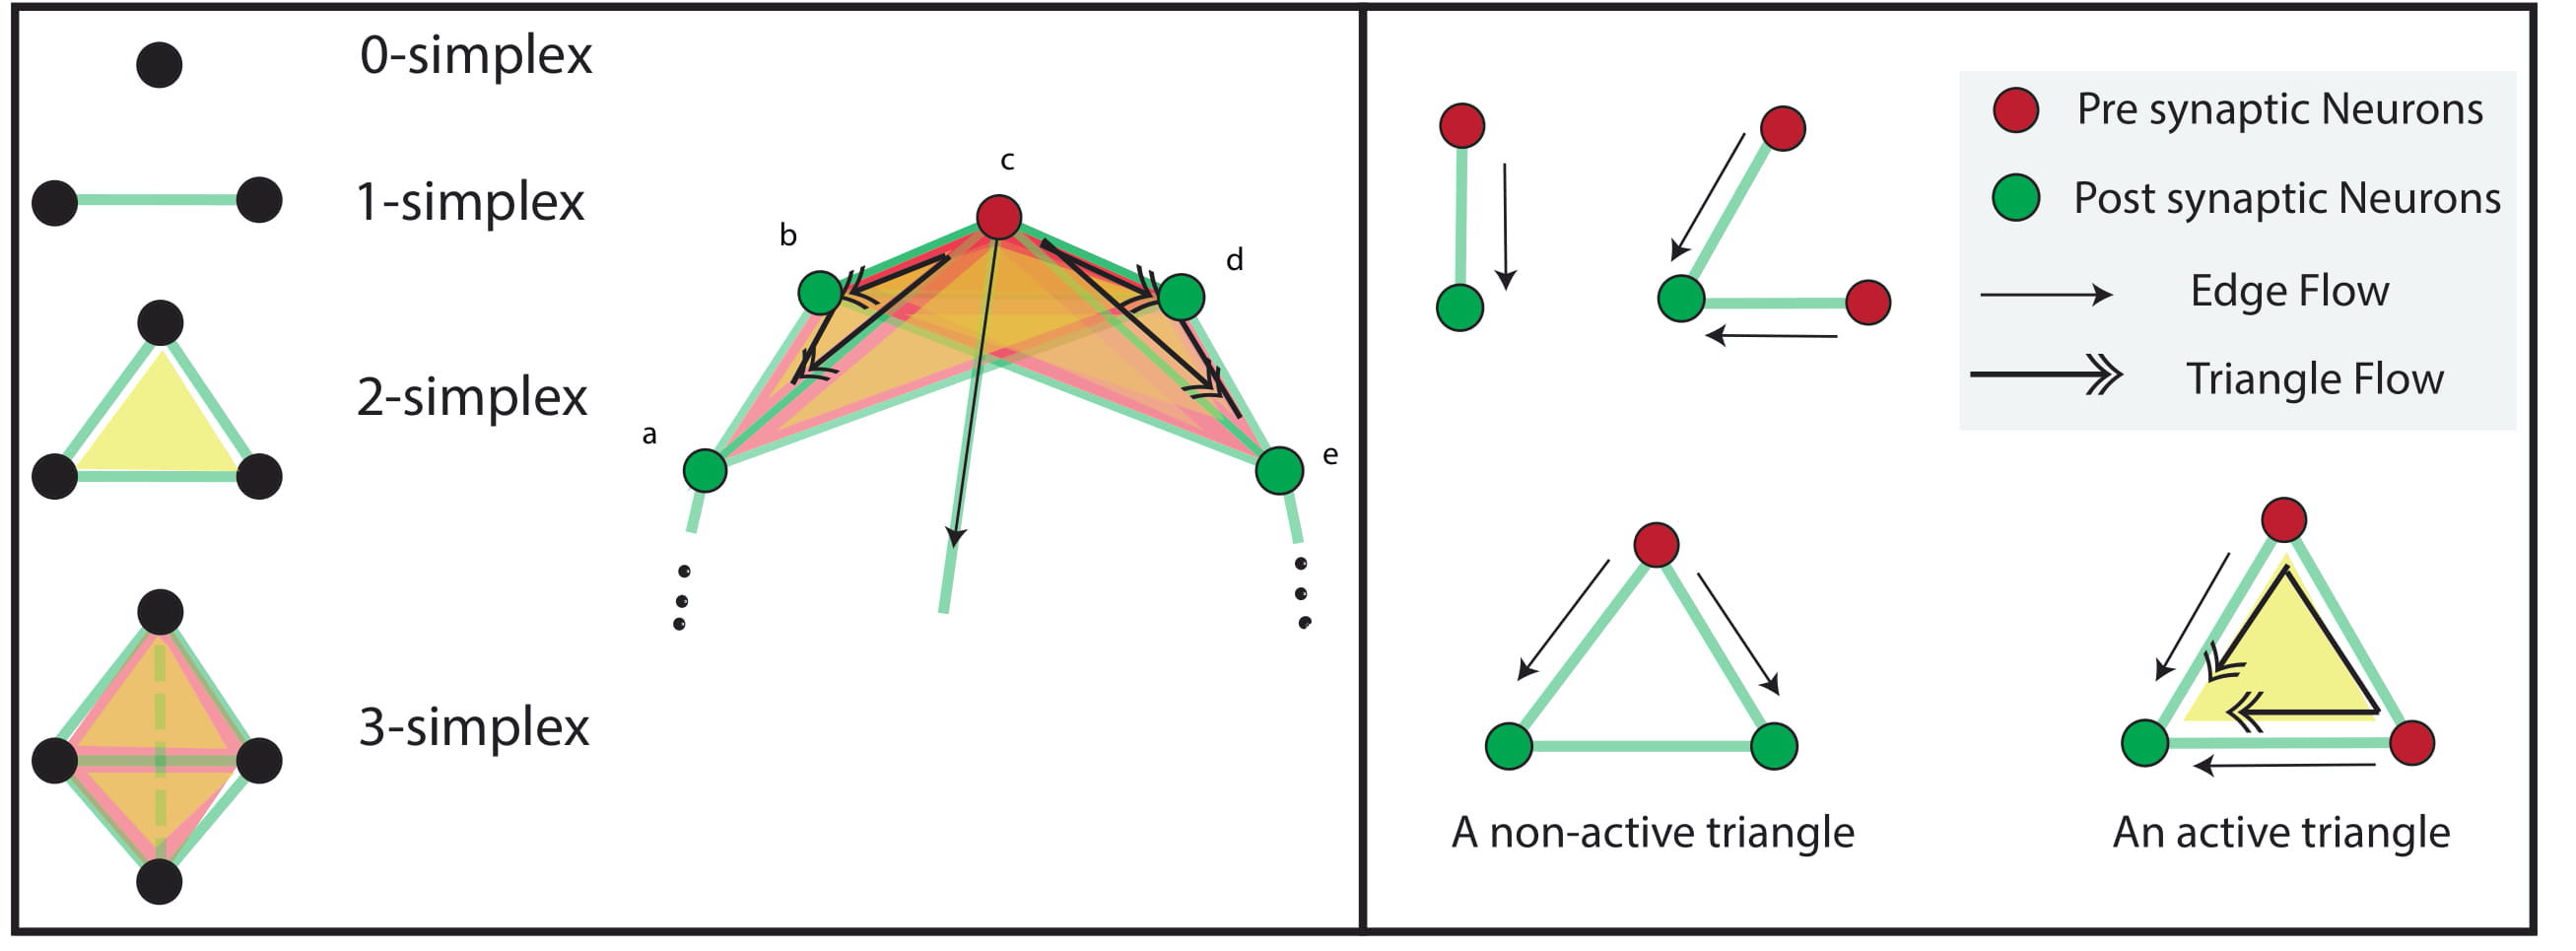 0-simplex
1-simplex
2-simplex
3-simplex
c
b
d
a
e
Pre synaptic Neurons
Post synaptic Neurons
Edge Flow
Triangle Flow
A non-active triangle
An active triangle